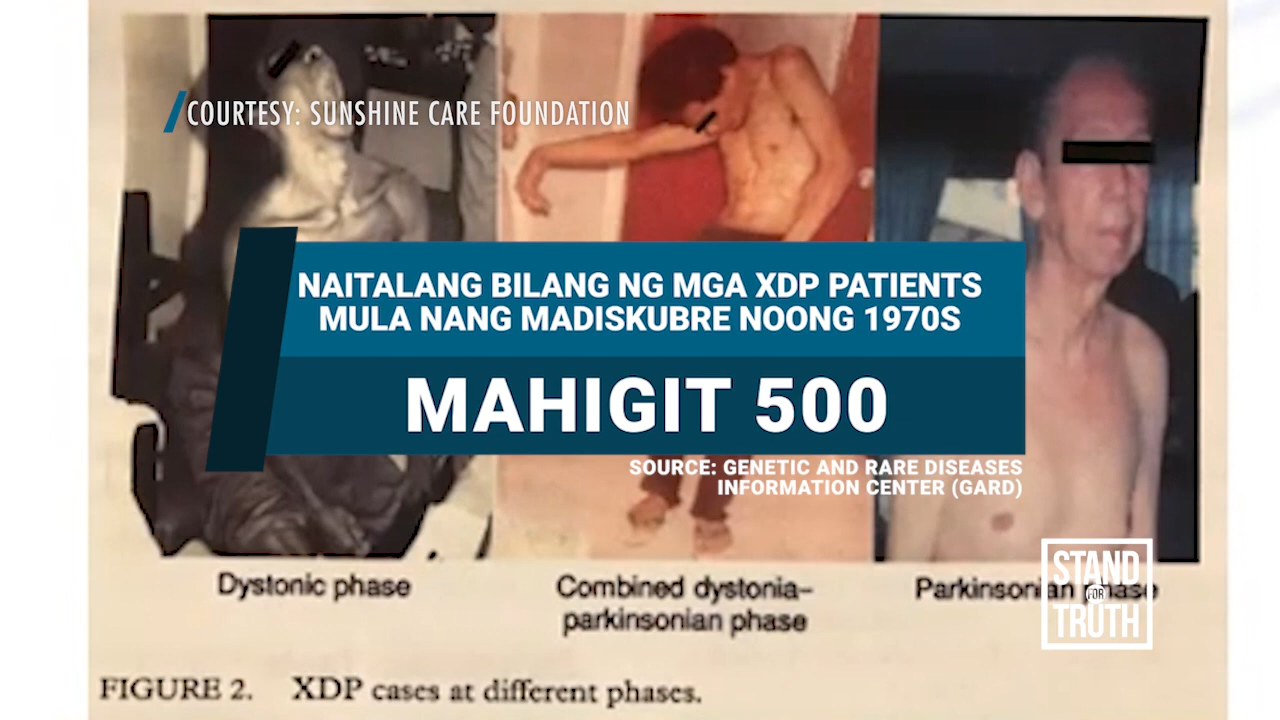 COURTESY: SUNSHINE CARE FOUNDATION
NAITALANG BILANG NG MGA XDP PATIENTS
MULA NANG MADISKUBRE NOONG 1970S
MAHIGIT 500
SOURCE: GENETIC AND RARE DISEASES
INFORMATION CENTER (GARD)
Dystonic phase
Combined dystonia–
parkinsonian phase
Parkinsonian phase
STAND
FOR
TRUTH
FIGURE 2. XDP cases at different phases.